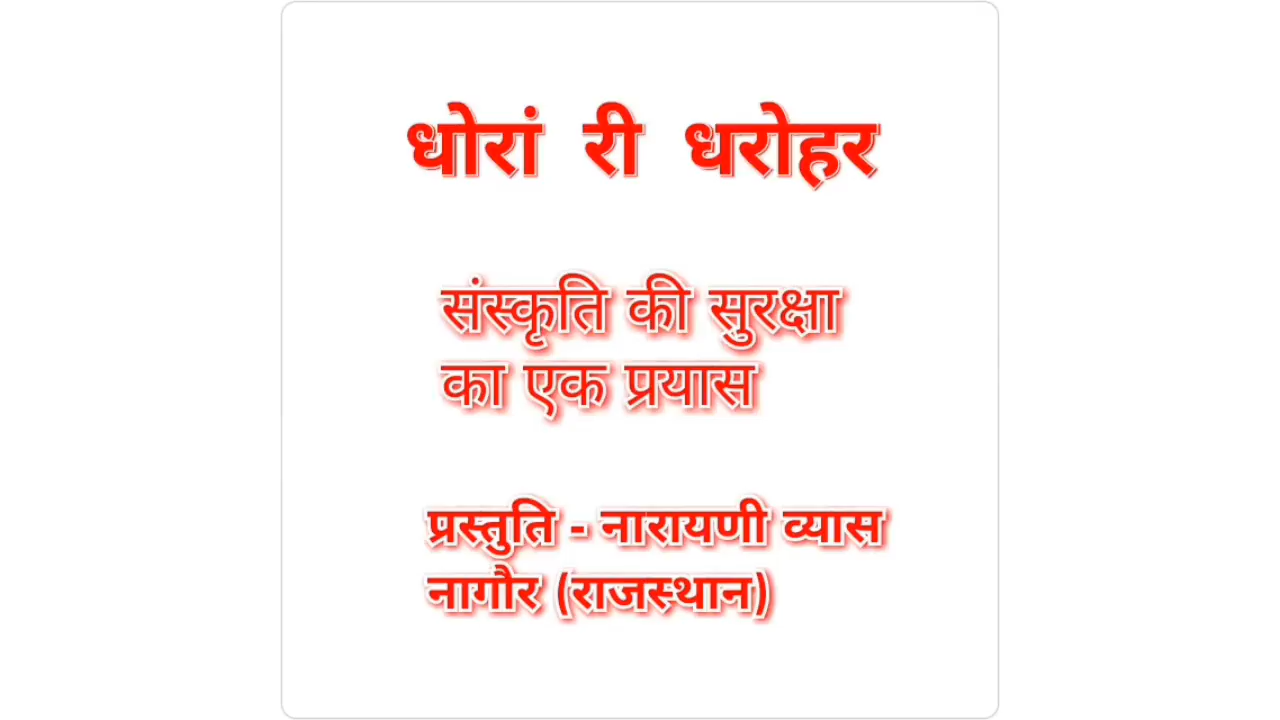 धोरां री धरोहर
संस्कृति की सुरक्षा
का एक प्रयास
प्रस्तुति - नारायणी व्यास
नागौर (राजस्थान)